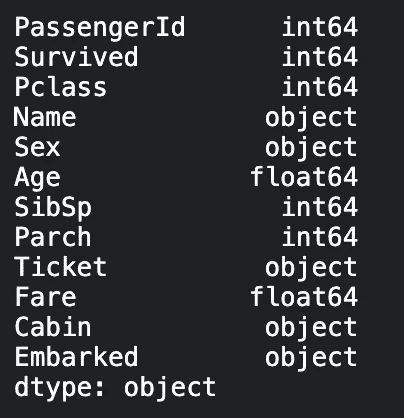 PassengerId int64
Survived int64
Pclass int64
Name object
Sex object
Age float64
SibSp int64
Parch int64
Ticket object
Fare float64
Cabin object
Embarked object
dtype: object